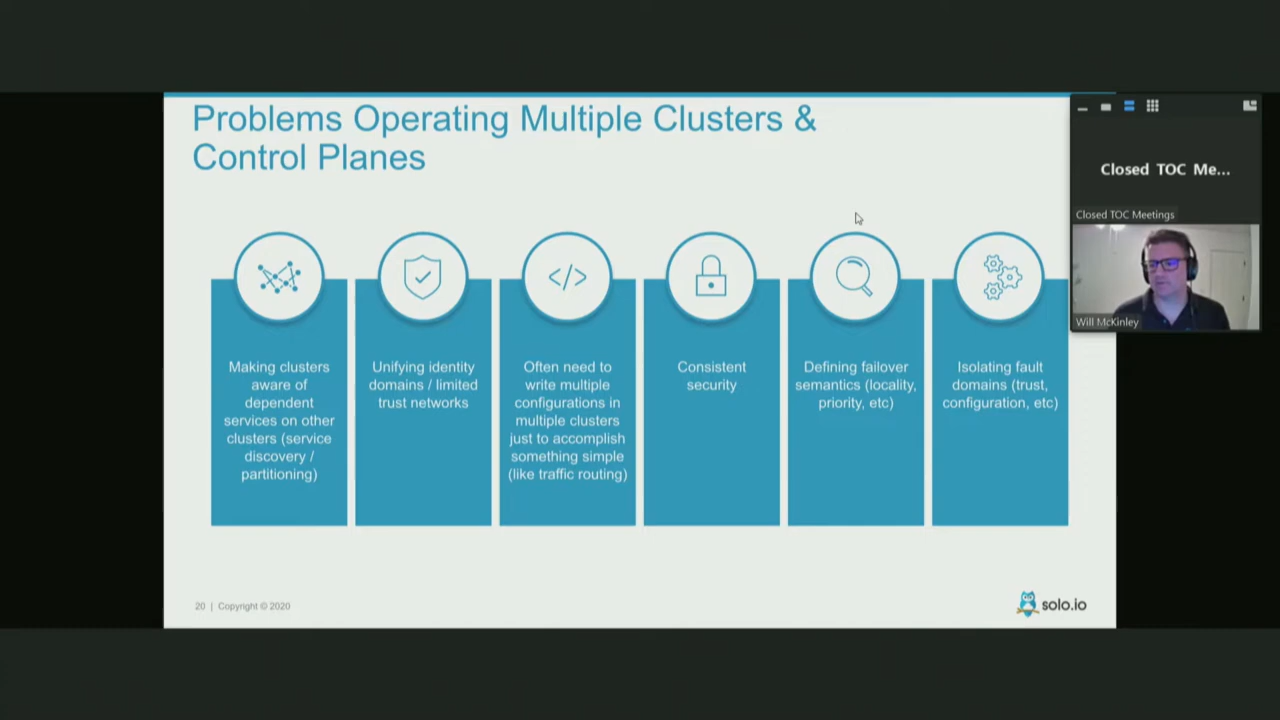 Problems Operating Multiple Clusters &
Control Planes
Closed TOC Me...
Closed TOC Meetings
Will McKinley
</>
Making clusters
aware of
dependent
services on other
clusters (service
discovery /
partitioning)
Unifying identity
domains / limited
trust networks
Often need to
write multiple
configurations in
multiple clusters
just to accomplish
something simple
(like traffic routing)
Consistent
security
Defining failover
semantics (locality,
priority, etc)
Isolating fault
domains (trust,
configuration, etc)
20 | Copyright © 2020
solo.io